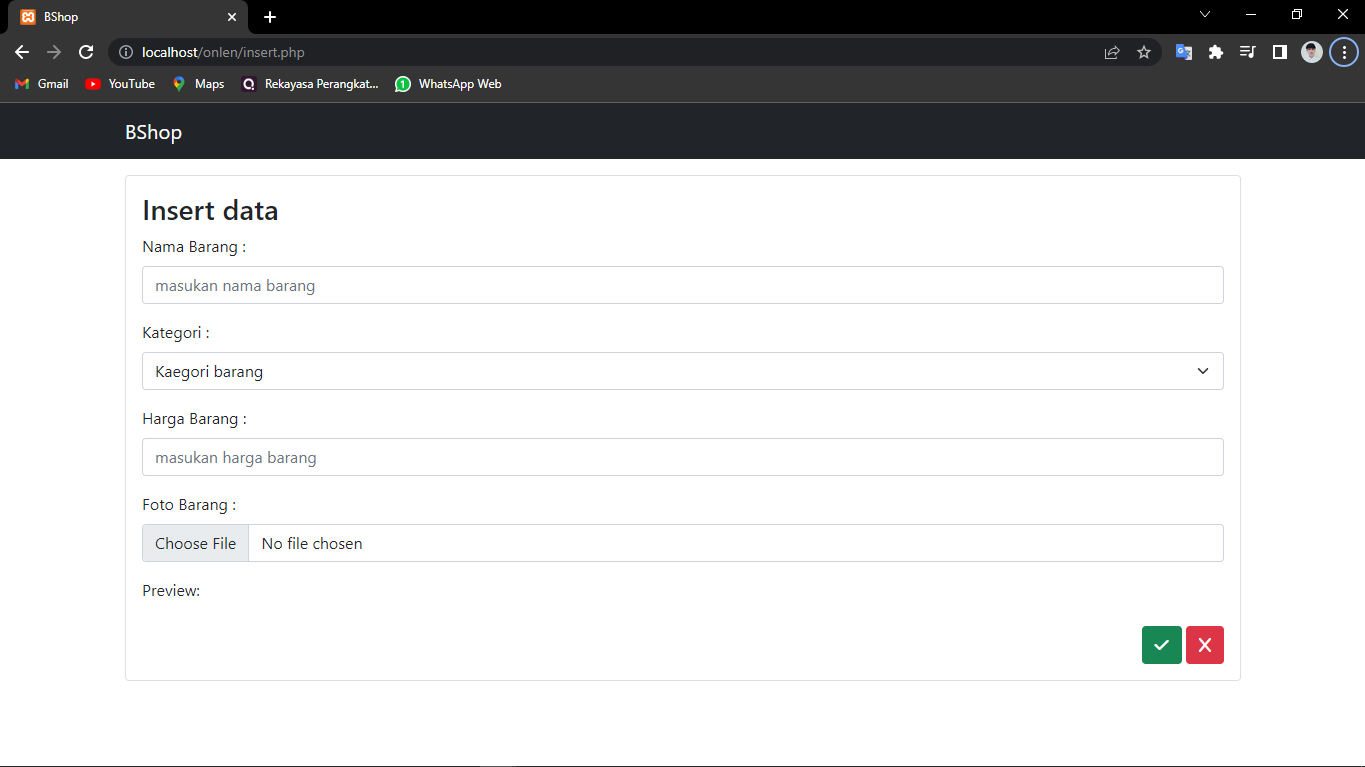 BShop
localhost/onlen/insert.php
Gmail YouTube Maps Rekayasa Perangkat... 1 WhatsApp Web
BShop
Insert data
Nama Barang :
masukan nama barang
Kategori :
Kaegori barang
Harga Barang :
masukan harga barang
Foto Barang :
Choose File No file chosen
Preview: